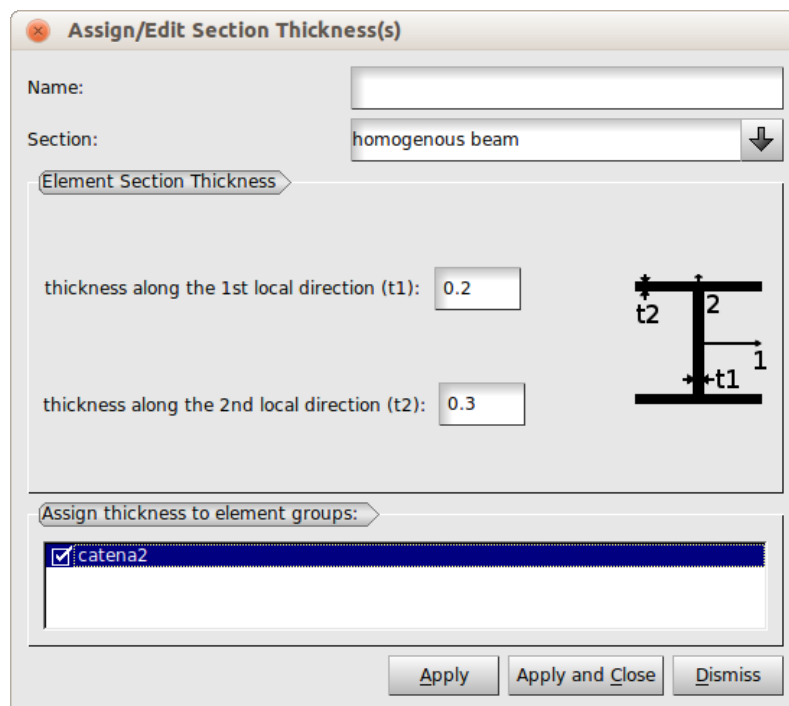 Assign/Edit Section Thickness(s)
Name:
Section: homogenous beam
Element Section Thickness
thickness along the 1st local direction (t1): 0.2
t2 2
1
t1
thickness along the 2nd local direction (t2): 0.3
Assign thickness to element groups:
catena2
Apply Apply and Close Dismiss